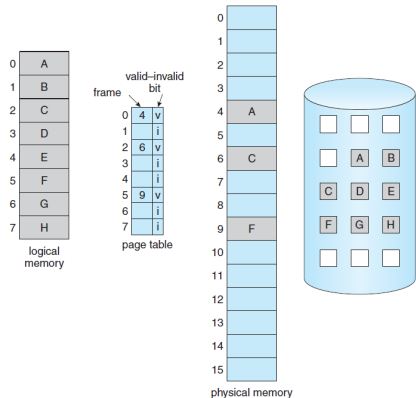 0 A
1 B
2 C
3 D
4 E
5 F
6 G
7 H
logical
memory
valid–invalid
bit
frame
0 4 v
1 i
2 6 v
3 i
4 i
5 9 v
6 i
7 i
page table
0
1
2
3
4 A
5
6 C
7
8
9 F
10
11
12
13
14
15
physical memory
A B
C D E
F G H